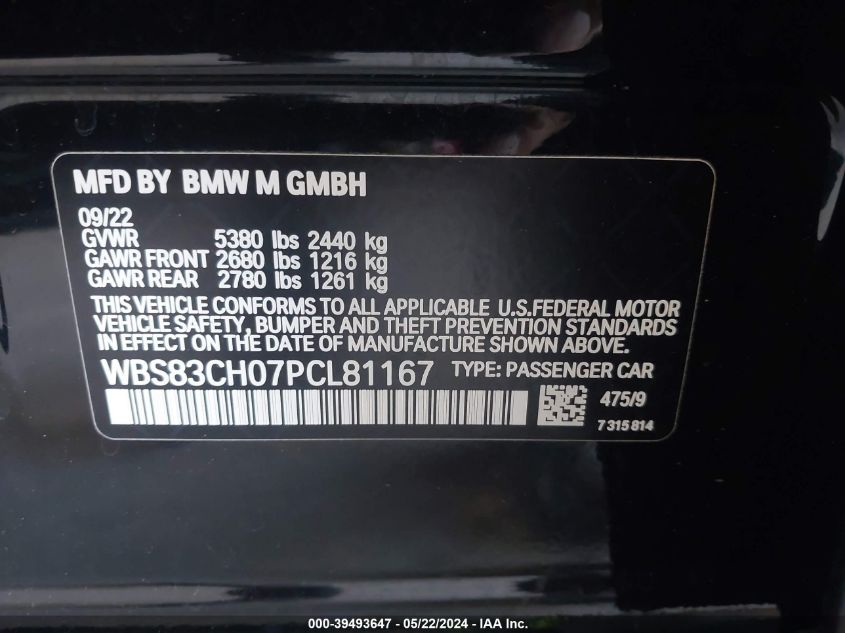 MFD BY BMW M GMBH
09/22
GVWR 5380 lbs 2440 kg
GAWR FRONT 2680 lbs 1216 kg
GAWR REAR 2780 lbs 1261 kg
THIS VEHICLE CONFORMS TO ALL APPLICABLE U.S.FEDERAL MOTOR
VEHICLE SAFETY, BUMPER AND THEFT PREVENTION STANDARDS
IN EFFECT ON THE DATE OF MANUFACTURE SHOWN ABOVE.
WBS83CH07PCL81167 TYPE: PASSENGER CAR
475/9
7 315 814
000-39493647 - 05/22/2024 - IAA Inc.